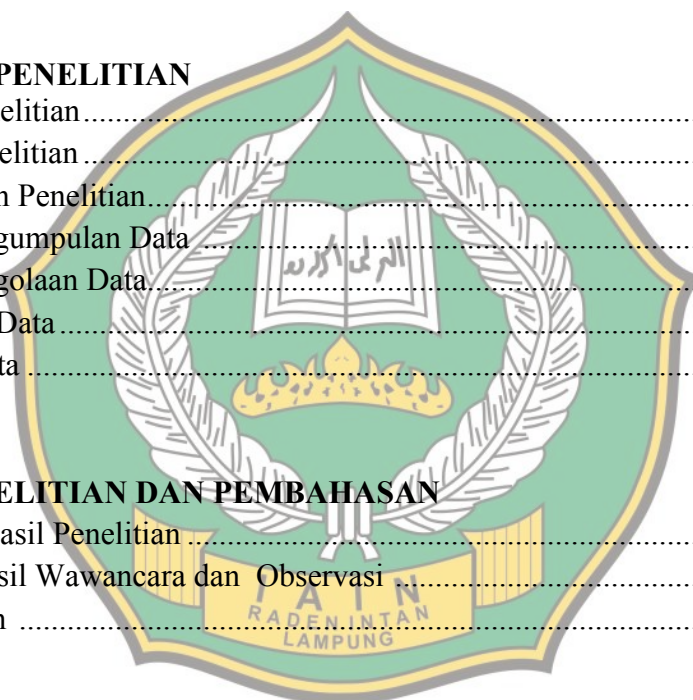 PENELITIAN
elitian
elitian
n Penelitian
gumpulan Data
golaan Data
Data
ta
ELITIAN DAN PEMBAHASAN
asil Penelitian
sil Wawancara dan Observasi
n
I A I N
RADEN INTAN
LAMPUNG